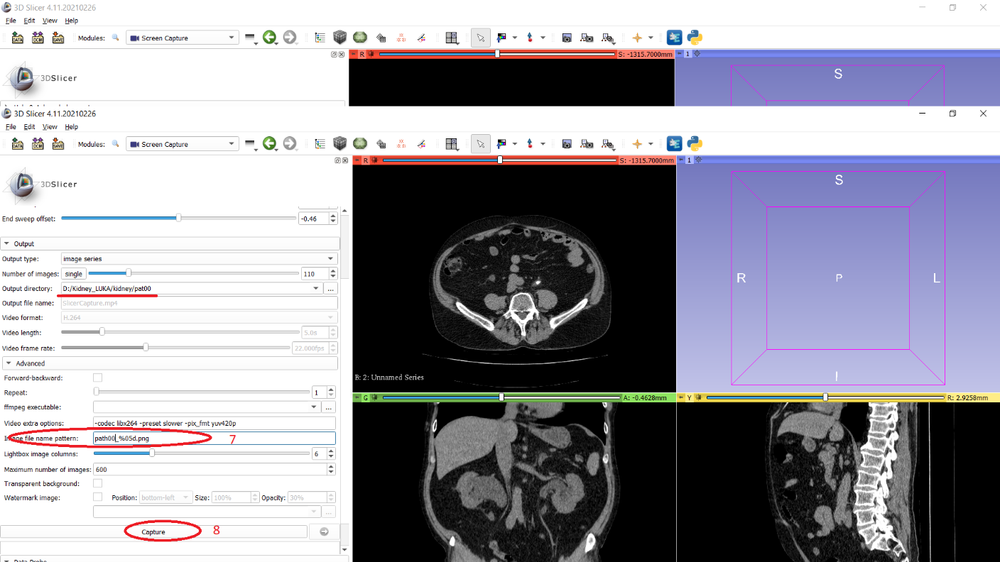 3D Slicer 4.11.20210226
File Edit View Help
DATA DCM SAVE Modules: Screen Capture
R S: -1315.7000mm 1
3DSlicer
S
3D Slicer 4.11.20210226
File Edit View Help
DATA DCM SAVE Modules: Screen Capture
R S: -1315.7000mm 1
3DSlicer
S
End sweep offset: -0.46
Output
Output type: image series
Number of images: single 110
R P L
Output directory: D:/Kidney_LUKA/kidney/pat00 ...
Output file name: SlicerCapture.mp4
Video format: H.264
Video length: 5.0s
Video frame rate: 22.000fps
Advanced
Forward-backward:
B: 2: Unnamed Series
I
Repeat: 1
G A: -0.4628mm Y R: 2.9258mm
ffmpeg executable: ...
Video extra options: -codec libx264 -preset slower -pix_fmt yuv420p
Image file name pattern: path00_%05d.png 7
Lightbox image columns: 6
Maximum number of images: 600
Transparent background:
Watermark image: Position: bottom-left Size: 100% Opacity: 30%
...
Capture 8
Data Probe